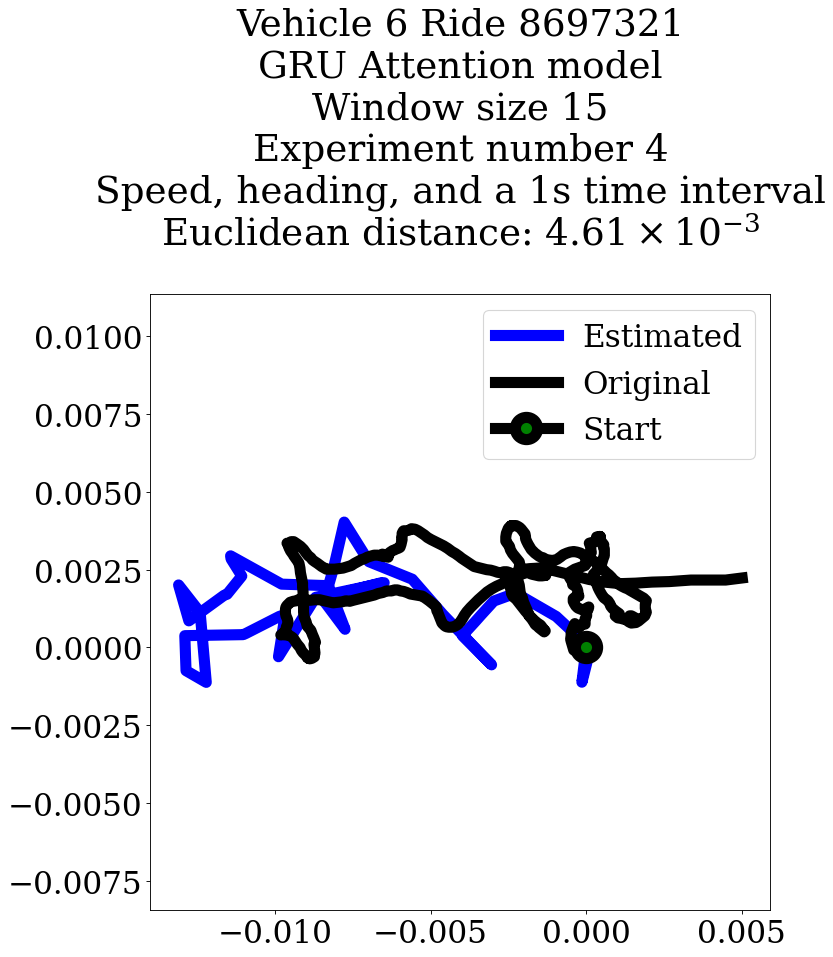 Vehicle 6 Ride 8697321
GRU Attention model
Window size 15
Experiment number 4
Speed, heading, and a 1s time interval
Euclidean distance: 4.61 × 10⁻³
Estimated
Original
Start
0.0100
0.0075
0.0050
0.0025
0.0000
−0.0025
−0.0050
−0.0075
−0.010 −0.005 0.000 0.005